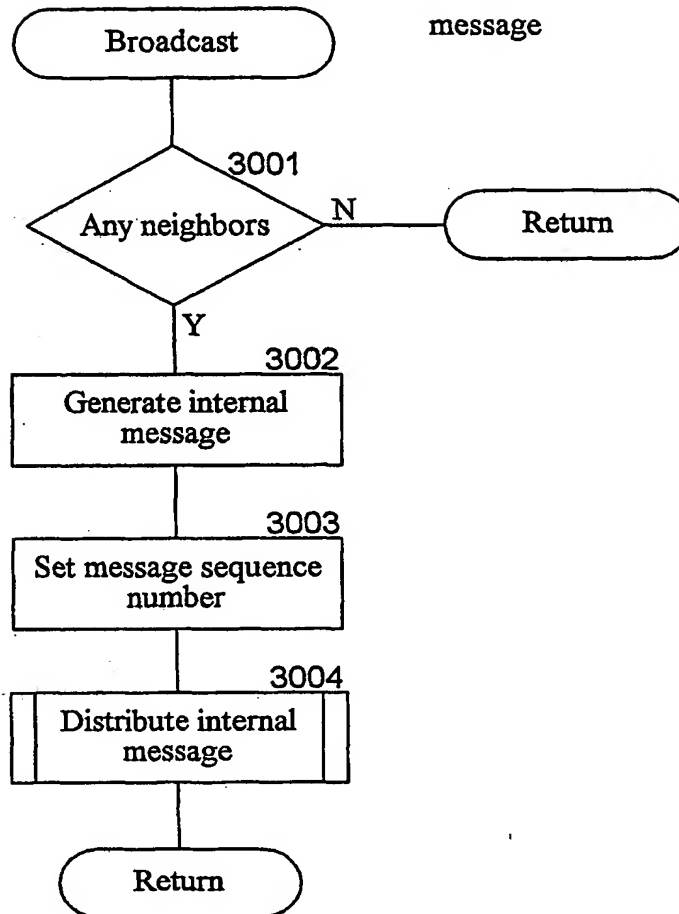 Broadcast
message
3001
Any neighbors
N
Return
Y
3002
Generate internal
message
3003
Set message sequence
number
3004
Distribute internal
message
Return